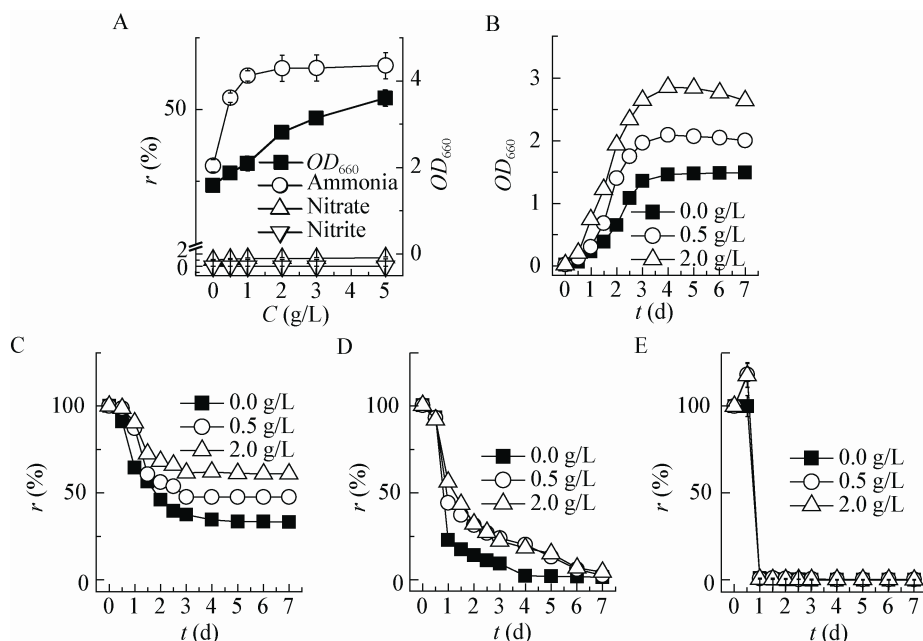 A
r (%)
50
2
0
OD660
Ammonia
Nitrate
Nitrite
4
2
0
OD660
0 1 2 3 4 5
C (g/L)
B
OD660
3
2
1
0
0.0 g/L
0.5 g/L
2.0 g/L
0 1 2 3 4 5 6 7
t (d)
C
r (%)
100
50
0
0.0 g/L
0.5 g/L
2.0 g/L
0 1 2 3 4 5 6 7
t (d)
D
r (%)
100
50
0
0.0 g/L
0.5 g/L
2.0 g/L
0 1 2 3 4 5 6 7
t (d)
E
r (%)
100
50
0
0.0 g/L
0.5 g/L
2.0 g/L
0 1 2 3 4 5 6 7
t (d)